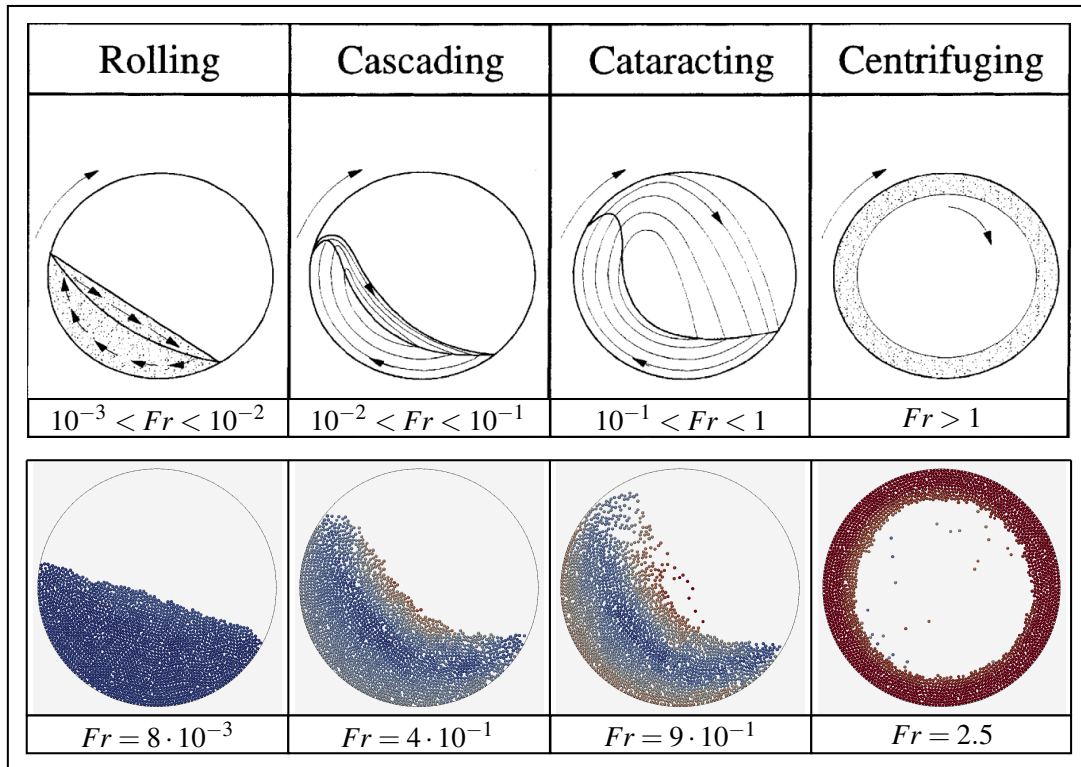 Rolling Cascading Cataracting Centrifuging
10⁻³ < Fr < 10⁻² 10⁻² < Fr < 10⁻¹ 10⁻¹ < Fr < 1 Fr > 1
Fr = 8 · 10⁻³ Fr = 4 · 10⁻¹ Fr = 9 · 10⁻¹ Fr = 2.5